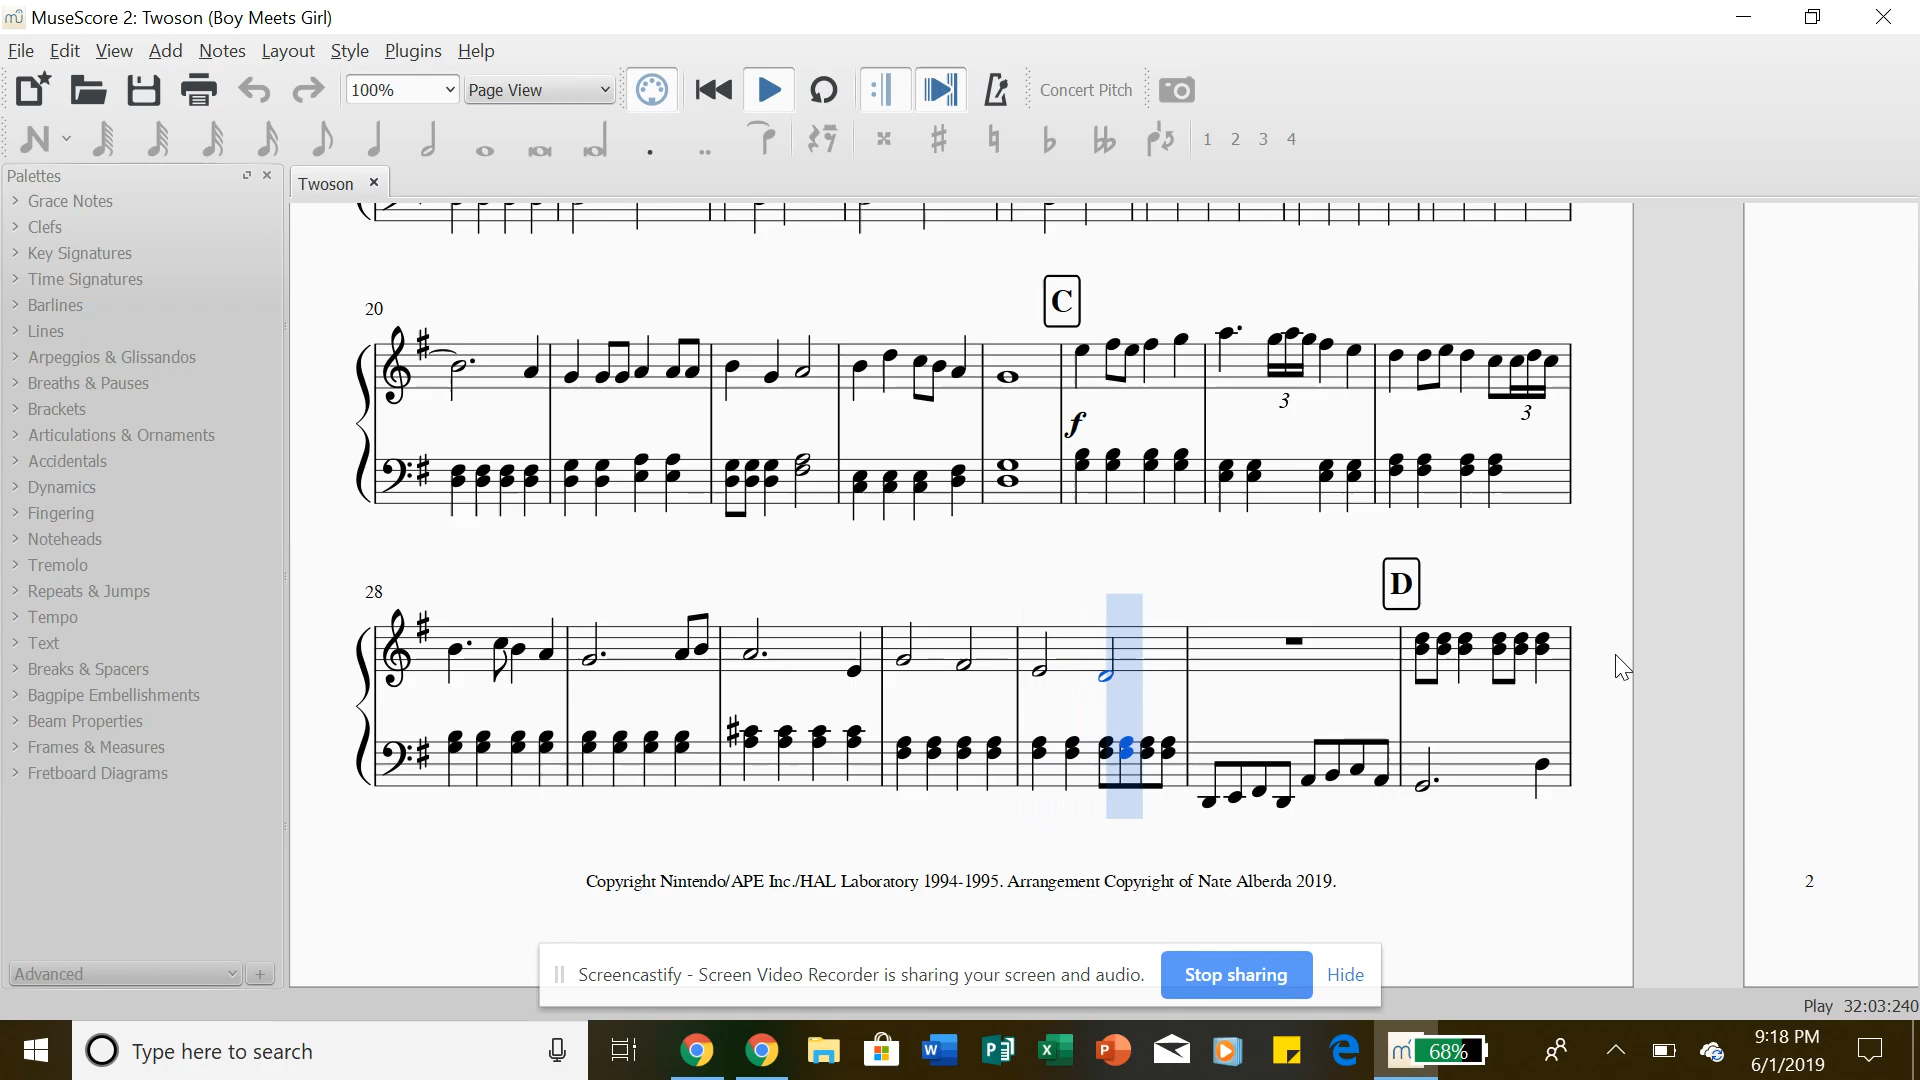 MuseScore 2: Twoson (Boy Meets Girl)
File Edit View Add Notes Layout Style Plugins Help
100% Page View Concert Pitch
1 2 3 4
Palettes
Twoson
> Grace Notes
> Clefs
> Key Signatures
> Time Signatures
> Barlines
> Lines
> Arpeggios & Glissandos
> Breaths & Pauses
> Brackets
> Articulations & Ornaments
> Accidentals
> Dynamics
> Fingering
> Noteheads
> Tremolo
> Repeats & Jumps
> Tempo
> Text
> Breaks & Spacers
> Bagpipe Embellishments
> Beam Properties
> Frames & Measures
> Fretboard Diagrams
Advanced
+
C
20
3
3
f
D
28
Copyright Nintendo/APE Inc./HAL Laboratory 1994-1995. Arrangement Copyright of Nate Alberda 2019.
2
Screencastify - Screen Video Recorder is sharing your screen and audio. Stop sharing Hide
Play 32:03:240
Type here to search
68%
9:18 PM
6/1/2019